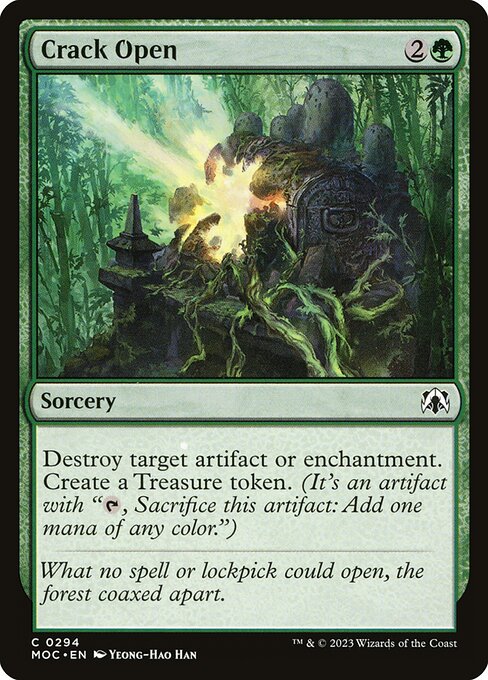 Crack Open 2
Sorcery
Destroy target artifact or enchantment.
Create a Treasure token. (It's an artifact
with “, Sacrifice this artifact: Add one
mana of any color.”)
What no spell or lockpick could open, the
forest coaxed apart.
C 0294
MOC • EN Yeong-Hao Han
™ & © 2023 Wizards of the Coast